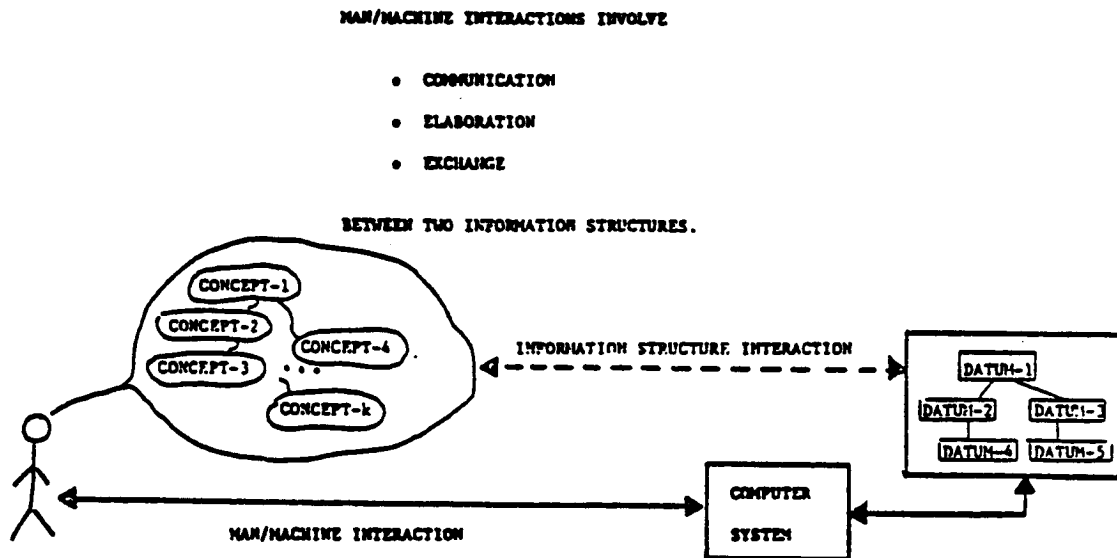 MAN/MACHINE INTERACTIONS INVOLVE
• COMMUNICATION
• ELABORATION
• EXCHANGE
BETWEEN TWO INFORMATION STRUCTURES.
CONCEPT-1
CONCEPT-2
CONCEPT-3
CONCEPT-4
...
CONCEPT-k
INFORMATION STRUCTURE INTERACTION
DATUM-1
DATUM-2
DATUM-3
DATUM-4
DATUM-5
MAN/MACHINE INTERACTION
COMPUTER
SYSTEM